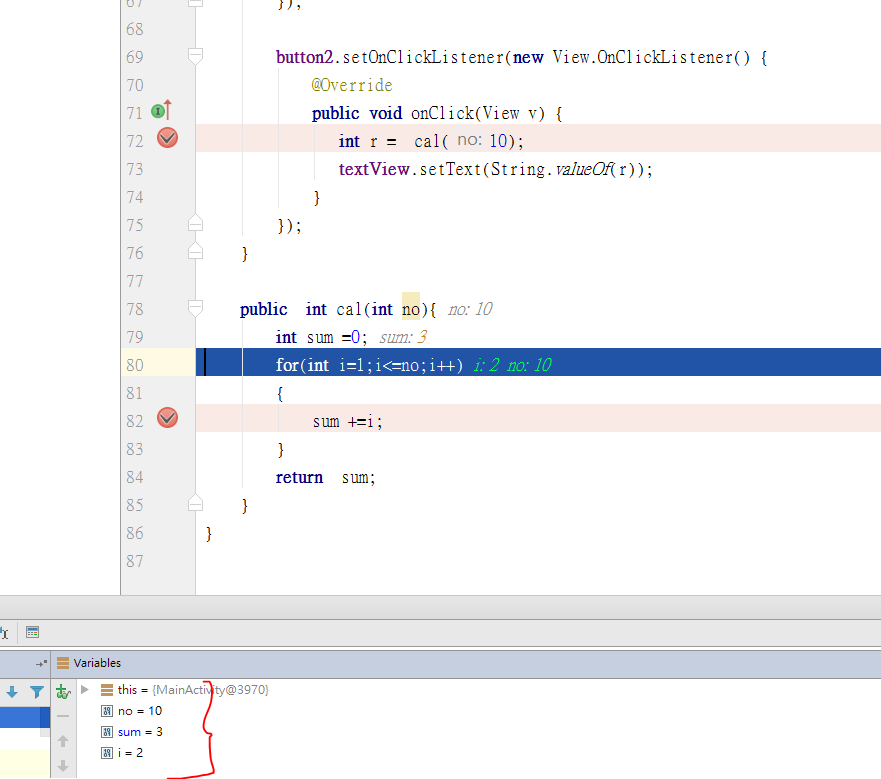 67 });
68
69 button2.setOnClickListener(new View.OnClickListener() {
70 @Override
71 public void onClick(View v) {
72 int r = cal( no: 10);
73 textView.setText(String.valueOf(r));
74 }
75 });
76 }
77
78 public int cal(int no){ no: 10
79 int sum =0; sum: 3
80 for(int i=1;i<=no;i++) i: 2 no: 10
81 {
82 sum +=i;
83 }
84 return sum;
85 }
86 }
87
Variables
this = {MainActivity@3970}
no = 10
sum = 3
i = 2